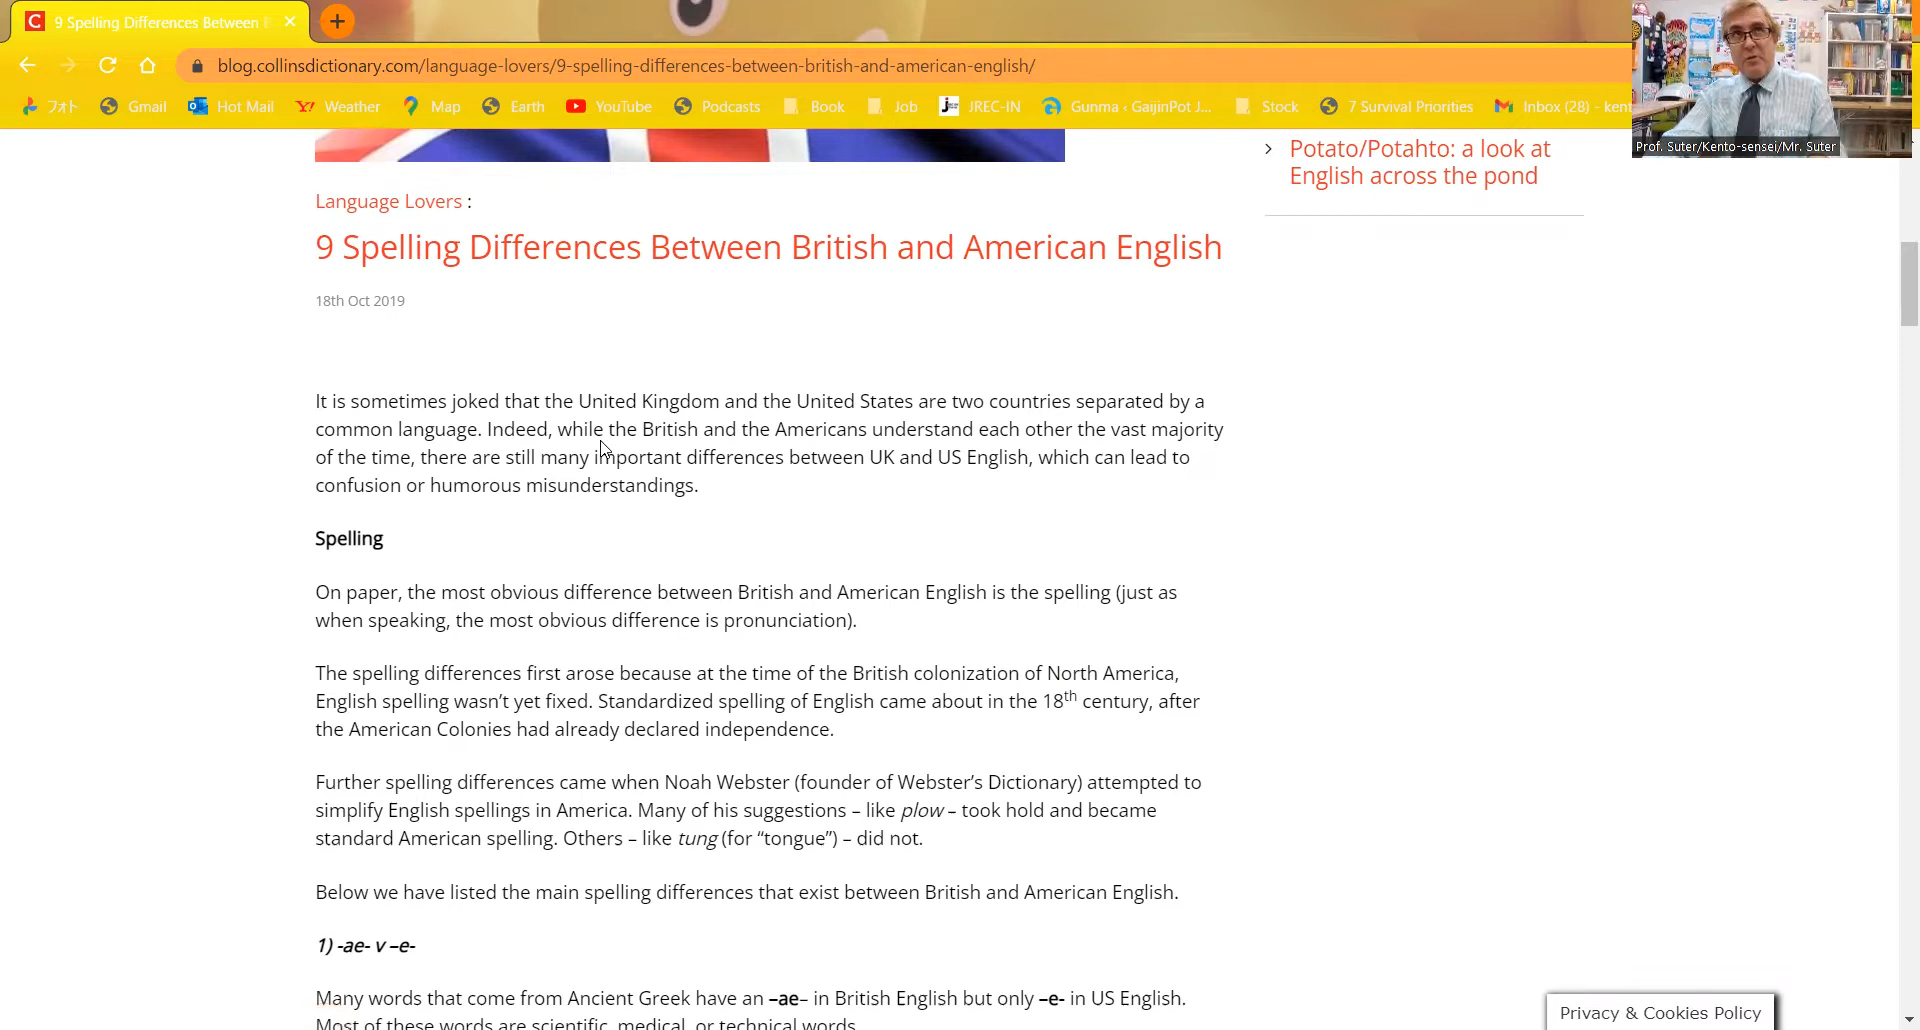 9 Spelling Differences Between
blog.collinsdictionary.com/language-lovers/9-spelling-differences-between-british-and-american-english/
フォト Gmail Hot Mail Weather Map Earth YouTube Podcasts Book Job JREC-IN Gunma ‹ GaijinPot J... Stock 7 Survival Priorities Inbox (28) - kent
Prof. Suter/Kento-sensei/Mr. Suter
Potato/Potahto: a look at
English across the pond
Language Lovers :
9 Spelling Differences Between British and American English
18th Oct 2019
It is sometimes joked that the United Kingdom and the United States are two countries separated by a
common language. Indeed, while the British and the Americans understand each other the vast majority
of the time, there are still many important differences between UK and US English, which can lead to
confusion or humorous misunderstandings.
Spelling
On paper, the most obvious difference between British and American English is the spelling (just as
when speaking, the most obvious difference is pronunciation).
The spelling differences first arose because at the time of the British colonization of North America,
English spelling wasn’t yet fixed. Standardized spelling of English came about in the 18th century, after
the American Colonies had already declared independence.
Further spelling differences came when Noah Webster (founder of Webster’s Dictionary) attempted to
simplify English spellings in America. Many of his suggestions – like plow – took hold and became
standard American spelling. Others – like tung (for “tongue”) – did not.
Below we have listed the main spelling differences that exist between British and American English.
1) -ae- v –e-
Many words that come from Ancient Greek have an –ae– in British English but only –e- in US English.
Most of these words are scientific, medical, or technical words.
Privacy & Cookies Policy